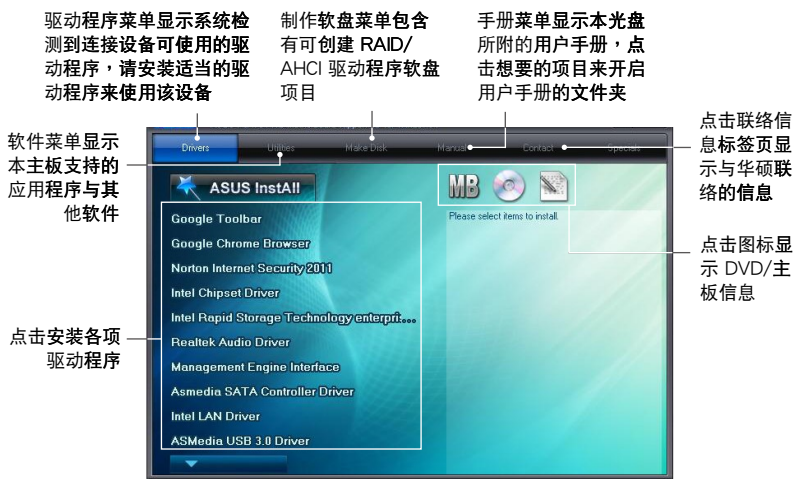 驱动程序菜单显示系统检
测到连接设备可使用的驱
动程序，请安装适当的驱
动程序来使用该设备
制作软盘菜单包含
有可创建 RAID/
AHCI 驱动程序软盘
项目
手册菜单显示本光盘
所附的用户手册，点
击想要的项目来开启
用户手册的文件夹
点击联络信
息标签页显
示与华硕联
络的信息
软件菜单显示
本主板支持的
应用程序与其
他软件
Drivers
Utilities
Make Disk
Manual
Contact
Specials
ASUS InstAll
MB
Google Toolbar
Google Chrome Browser
Norton Internet Security 2011
Intel Chipset Driver
Intel Rapid Storage Technology enterpri:...
Realtek Audio Driver
Management Engine Interface
Asmedia SATA Controller Driver
Intel LAN Driver
ASMedia USB 3.0 Driver
Please select items to install.
点击图标显
示 DVD/主
板信息
点击安装各项
驱动程序